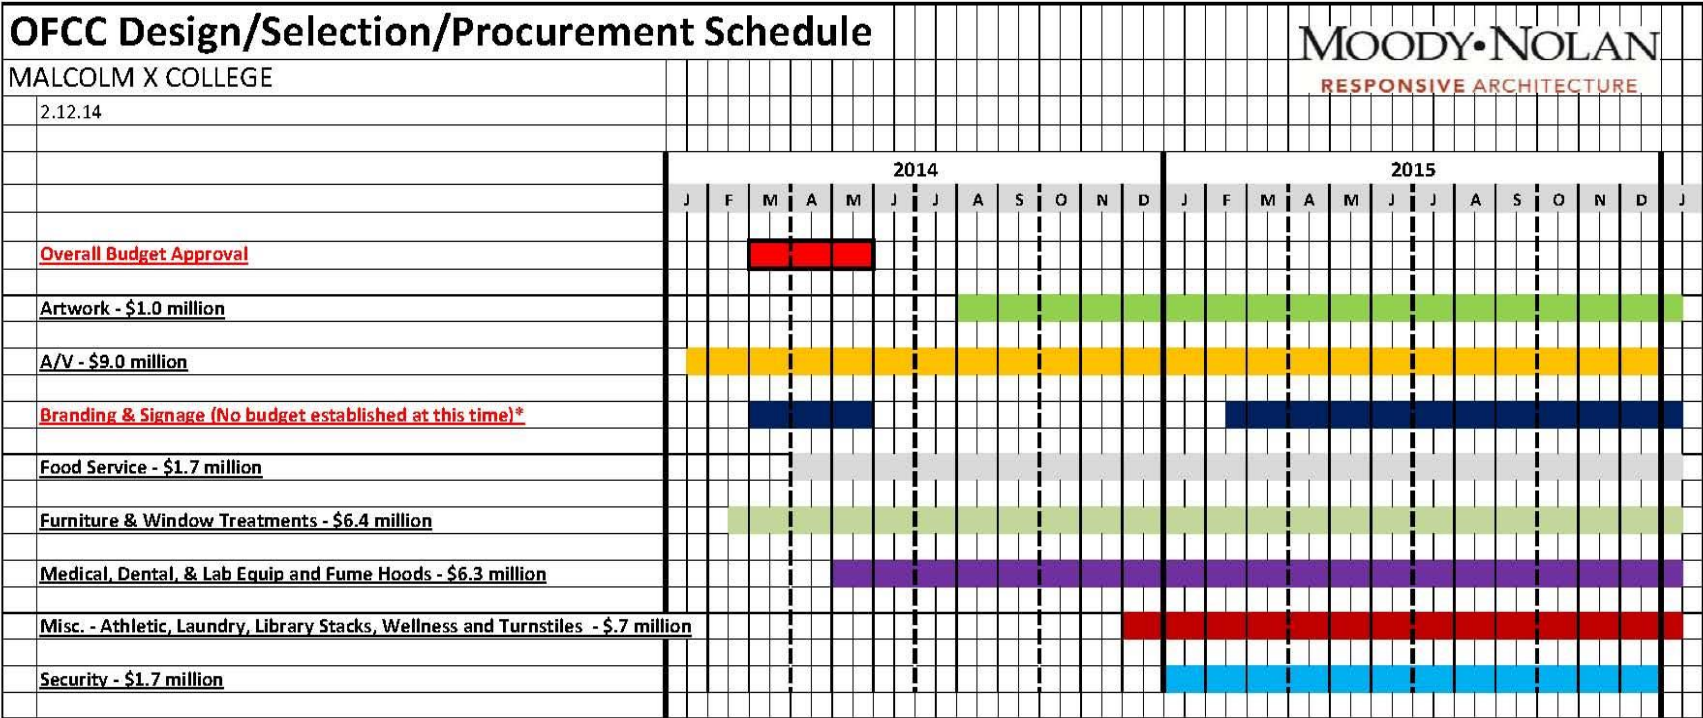 OFCC Design/Selection/Procurement Schedule
MOODY•NOLAN
RESPONSIVE ARCHITECTURE
MALCOLM X COLLEGE
2.12.14
2014 2015
J F M A M J J A S O N D J F M A M J J A S O N D J
Overall Budget Approval
Artwork - $1.0 million
A/V - $9.0 million
Branding & Signage (No budget established at this time)*
Food Service - $1.7 million
Furniture & Window Treatments - $6.4 million
Medical, Dental, & Lab Equip and Fume Hoods - $6.3 million
Misc. - Athletic, Laundry, Library Stacks, Wellness and Turnstiles - $.7 million
Security - $1.7 million